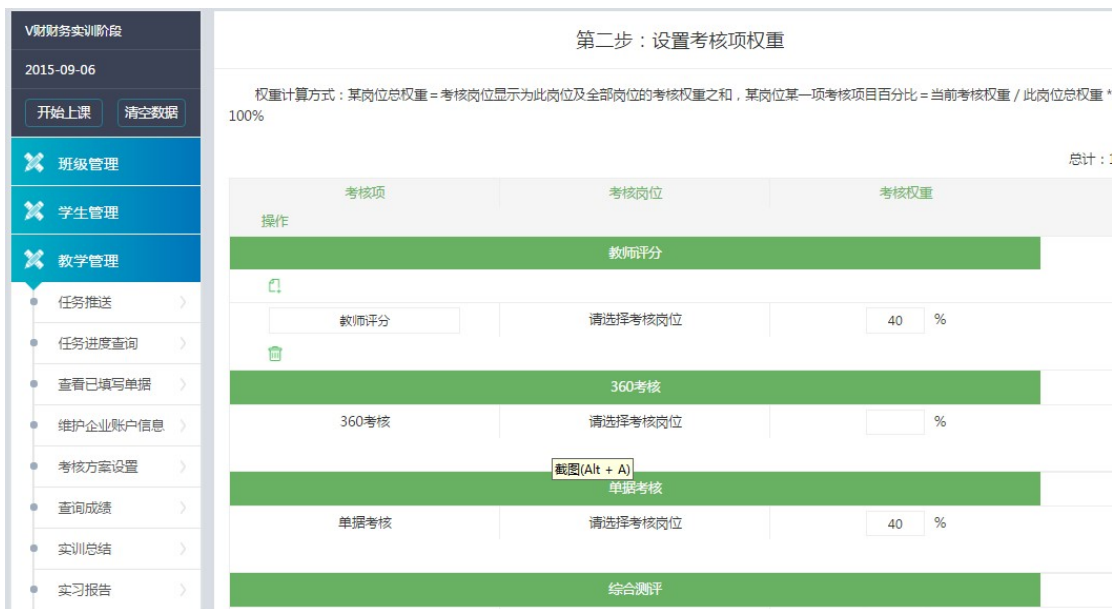 V财财务实训阶段
2015-09-06
开始上课 清空数据
班级管理
学生管理
教学管理
任务推送
任务进度查询
查看已填写单据
维护企业账户信息
考核方案设置
查询成绩
实训总结
实习报告
第二步：设置考核项权重
权重计算方式：某岗位总权重＝考核岗位显示为此岗位及全部岗位的考核权重之和，某岗位某一项考核项目百分比＝当前考核权重 / 此岗位总权重 *
100%
总计：1
考核项 考核岗位 考核权重
操作
教师评分
教师评分 请选择考核岗位 40 %
360考核
360考核 请选择考核岗位 %
截图(Alt + A)
单据考核
单据考核 请选择考核岗位 40 %
综合测评